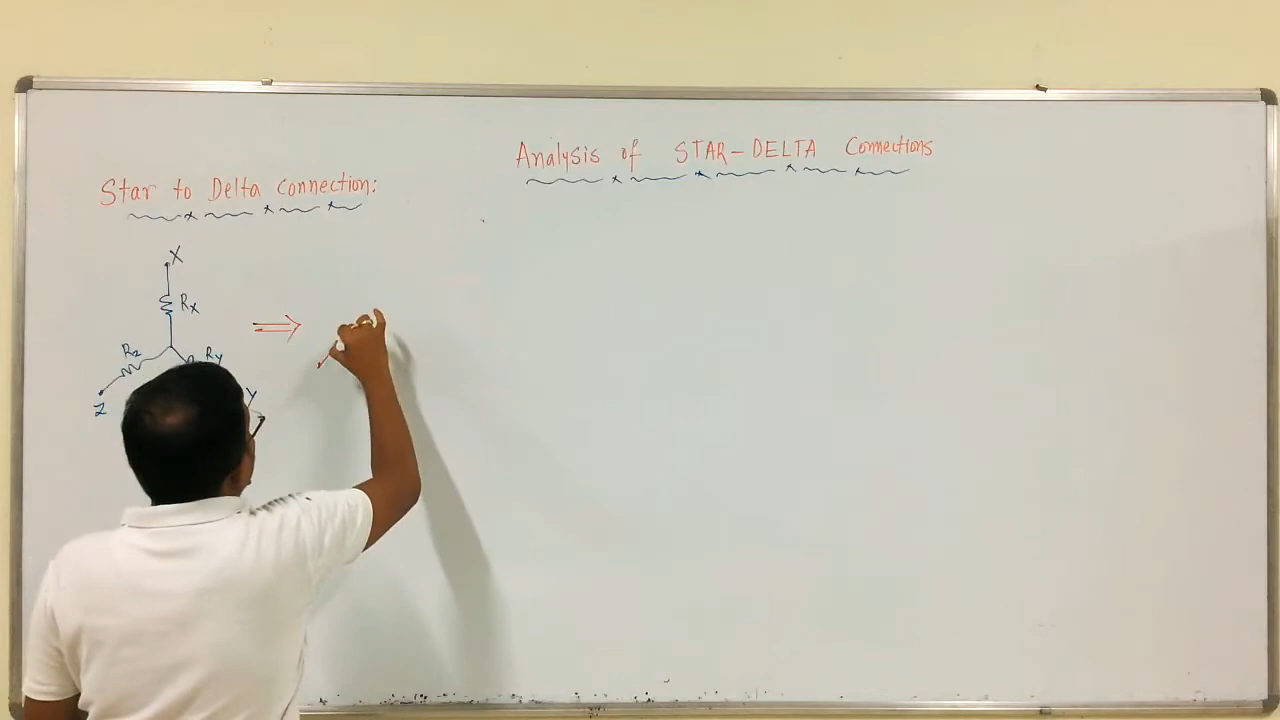 Analysis of STAR-DELTA Connections
Star to Delta Connection:
X
Rx
Rz Ry
Y
Z